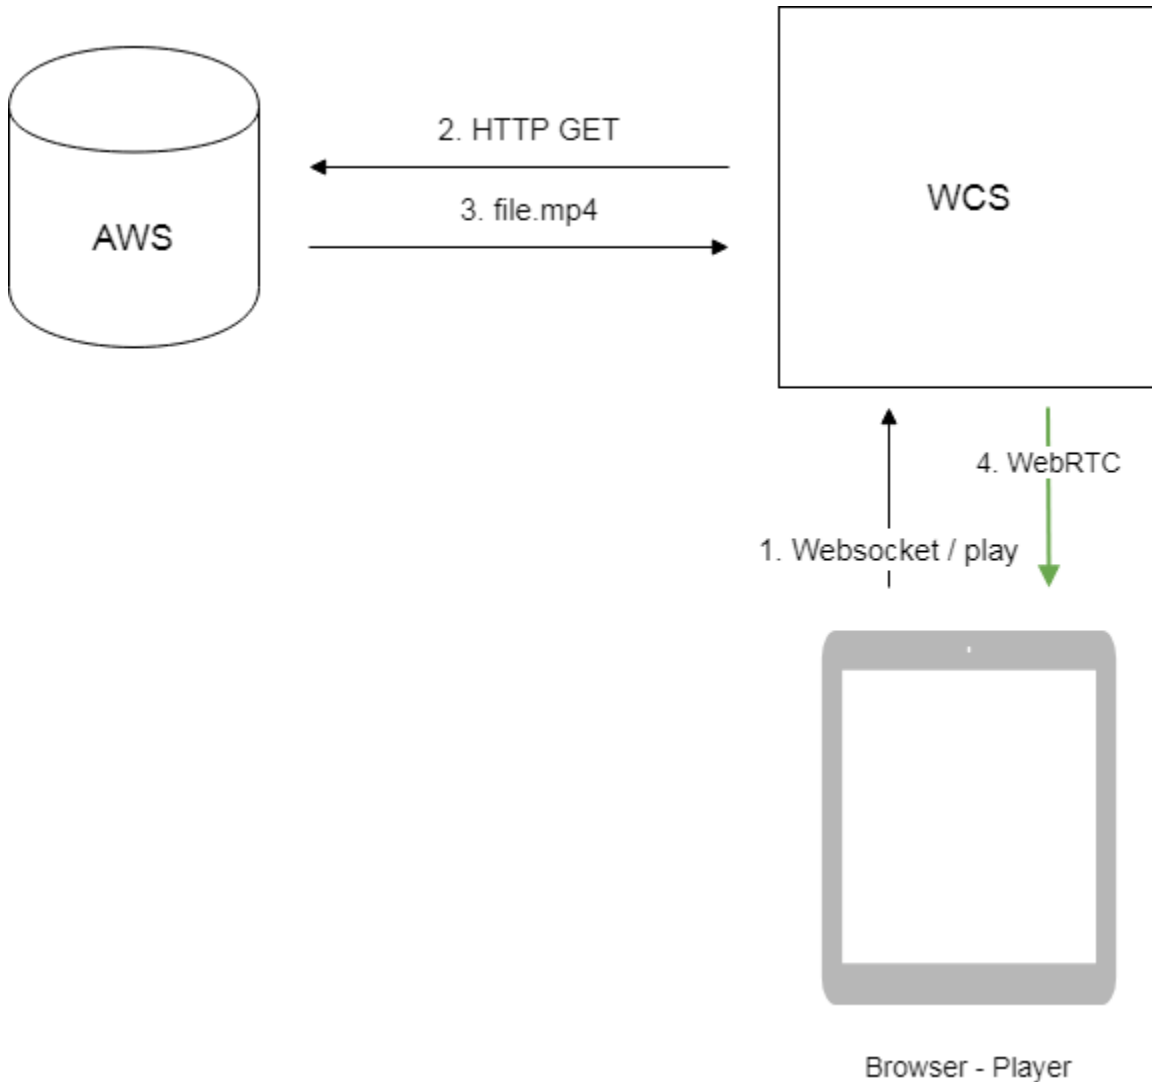 2. HTTP GET
WCS
3. file.mp4
AWS
4. WebRTC
1. Websocket / play
Browser - Player